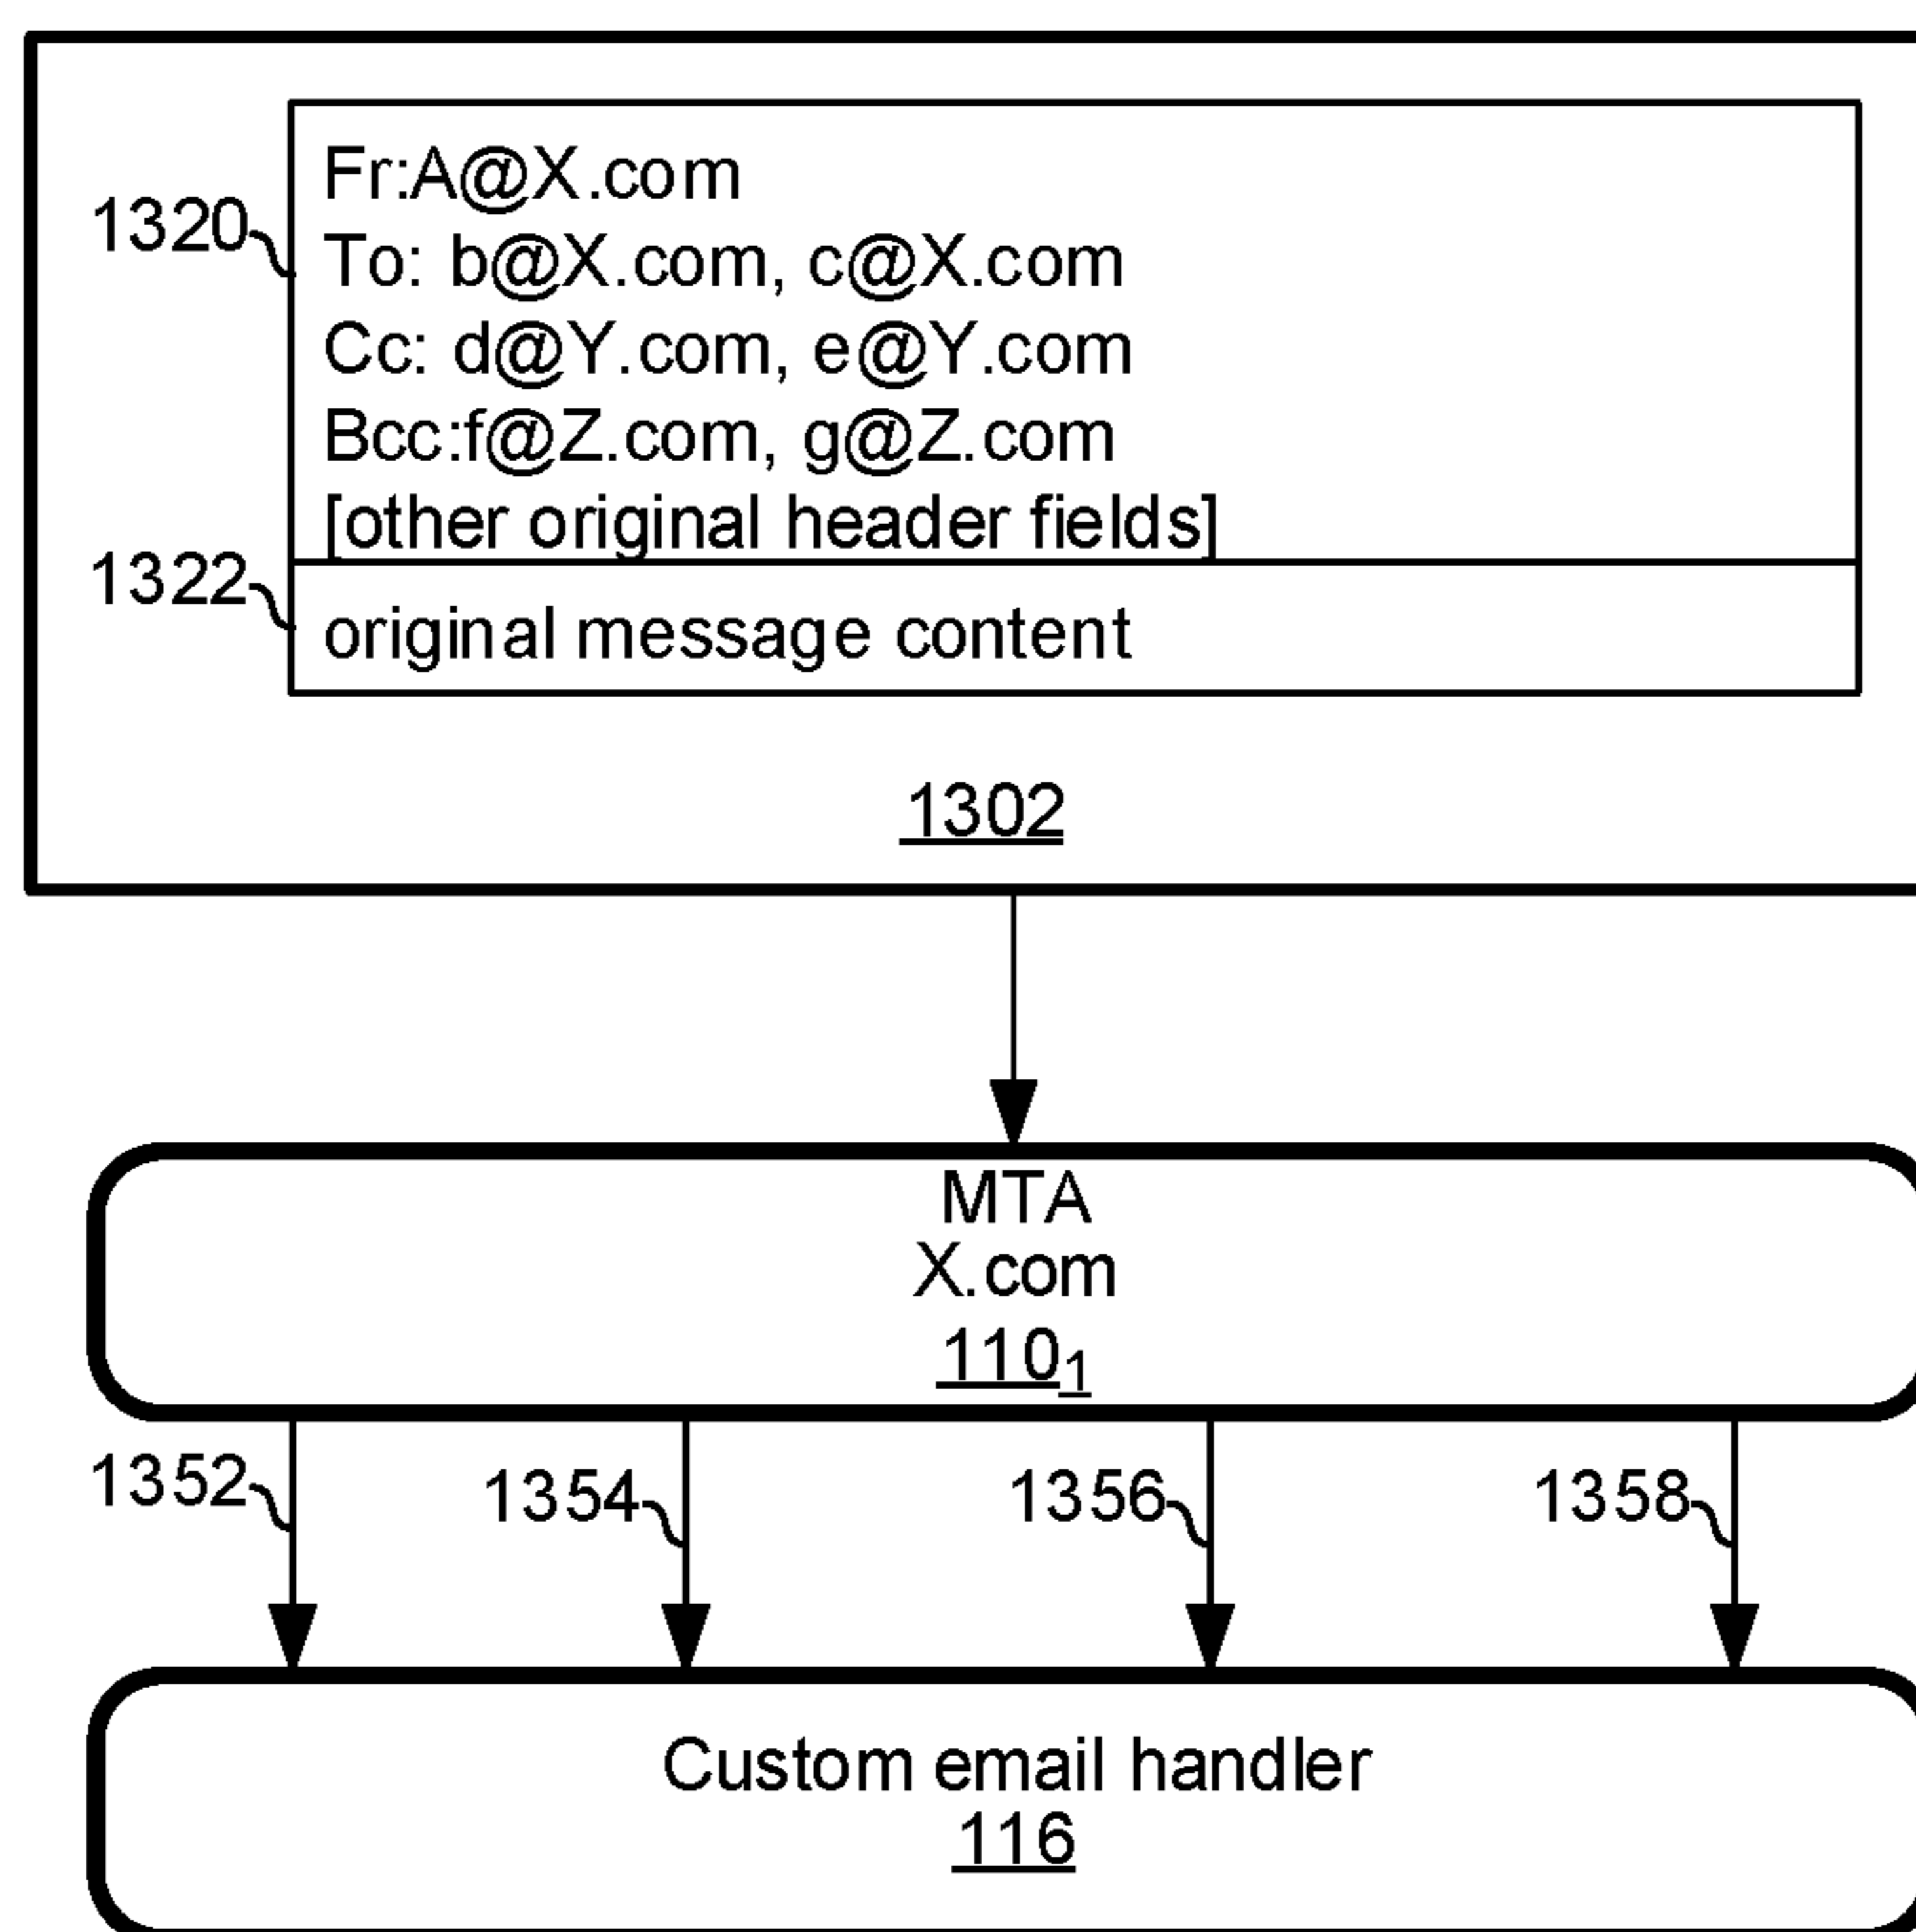 Fr:A@X.com
1320
To: b@X.com, c@X.com
Cc: d@Y.com, e@Y.com
Bcc:f@Z.com, g@Z.com
[other original header fields]
1322
original message content
1302
MTA
X.com
110₁
1352
1354
1356
1358
Custom email handler
116